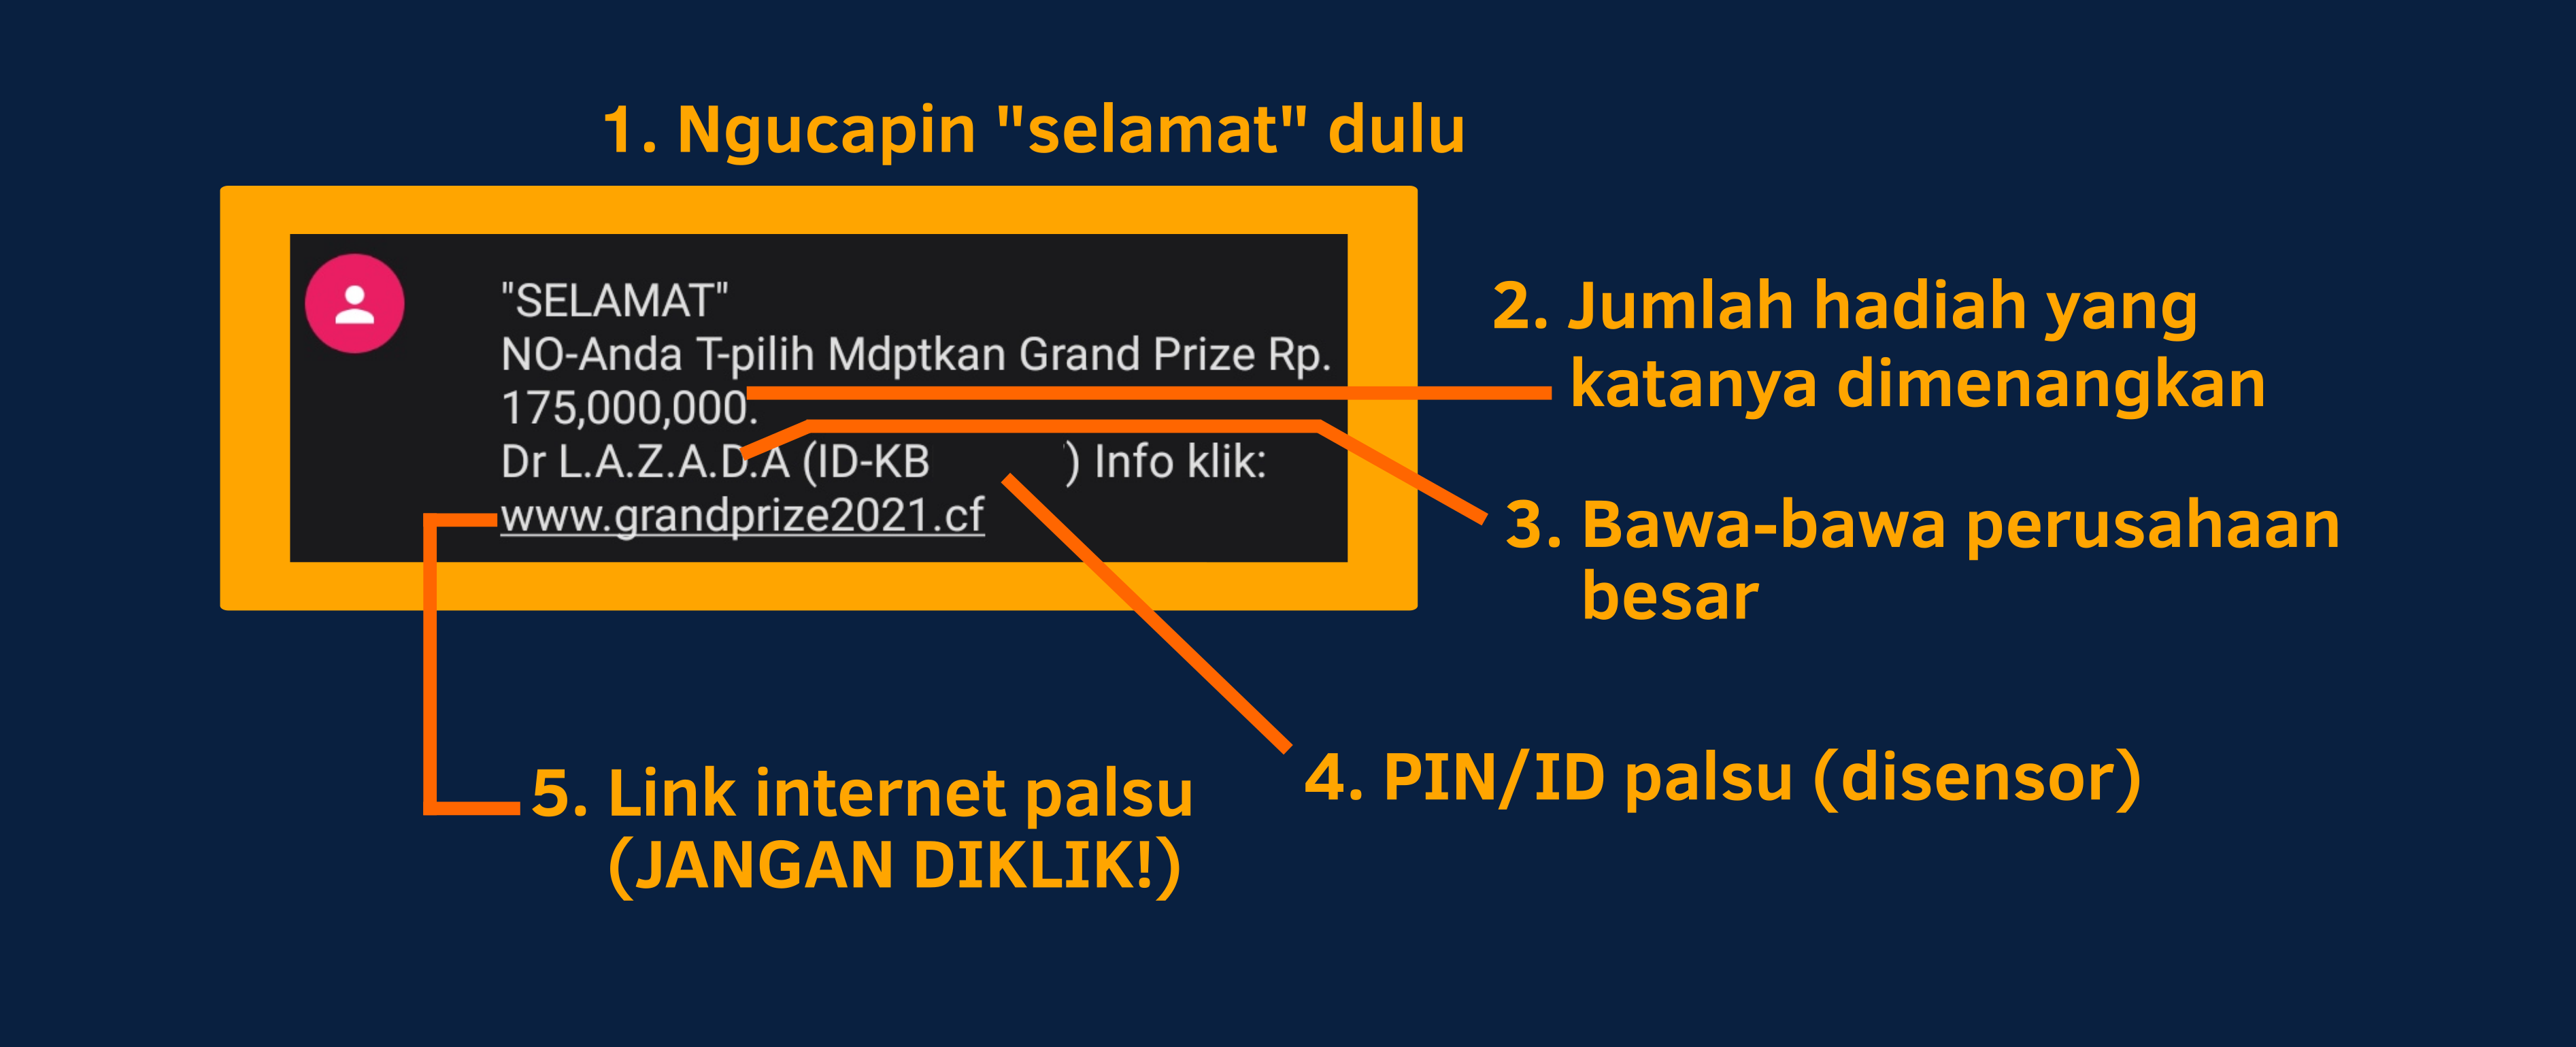 1. Ngucapin "selamat" dulu
"SELAMAT"
NO-Anda T-pilih Mdptkan Grand Prize Rp.
175,000,000.
Dr L.A.Z.A.D.A (ID-KB ) Info klik:
www.grandprize2021.cf
2. Jumlah hadiah yang
katanya dimenangkan
3. Bawa-bawa perusahaan
besar
4. PIN/ID palsu (disensor)
5. Link internet palsu
(JANGAN DIKLIK!)